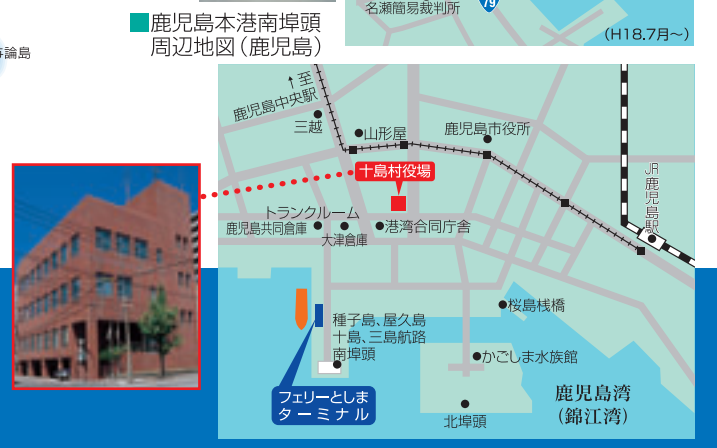 名瀬簡易裁判所
79
(H18.7月～)
論島
■鹿児島本港南埠頭
周辺地図(鹿児島)
↑至
鹿児島中央駅
三越
山形屋
鹿児島市役所
十島村役場
JR鹿児島駅
トランクルーム
鹿児島共同倉庫
大津倉庫
港湾合同庁舎
種子島、屋久島
十島、三島航路
南埠頭
桜島桟橋
かごしま水族館
フェリーとしま
ターミナル
北埠頭
鹿児島湾
(錦江湾)